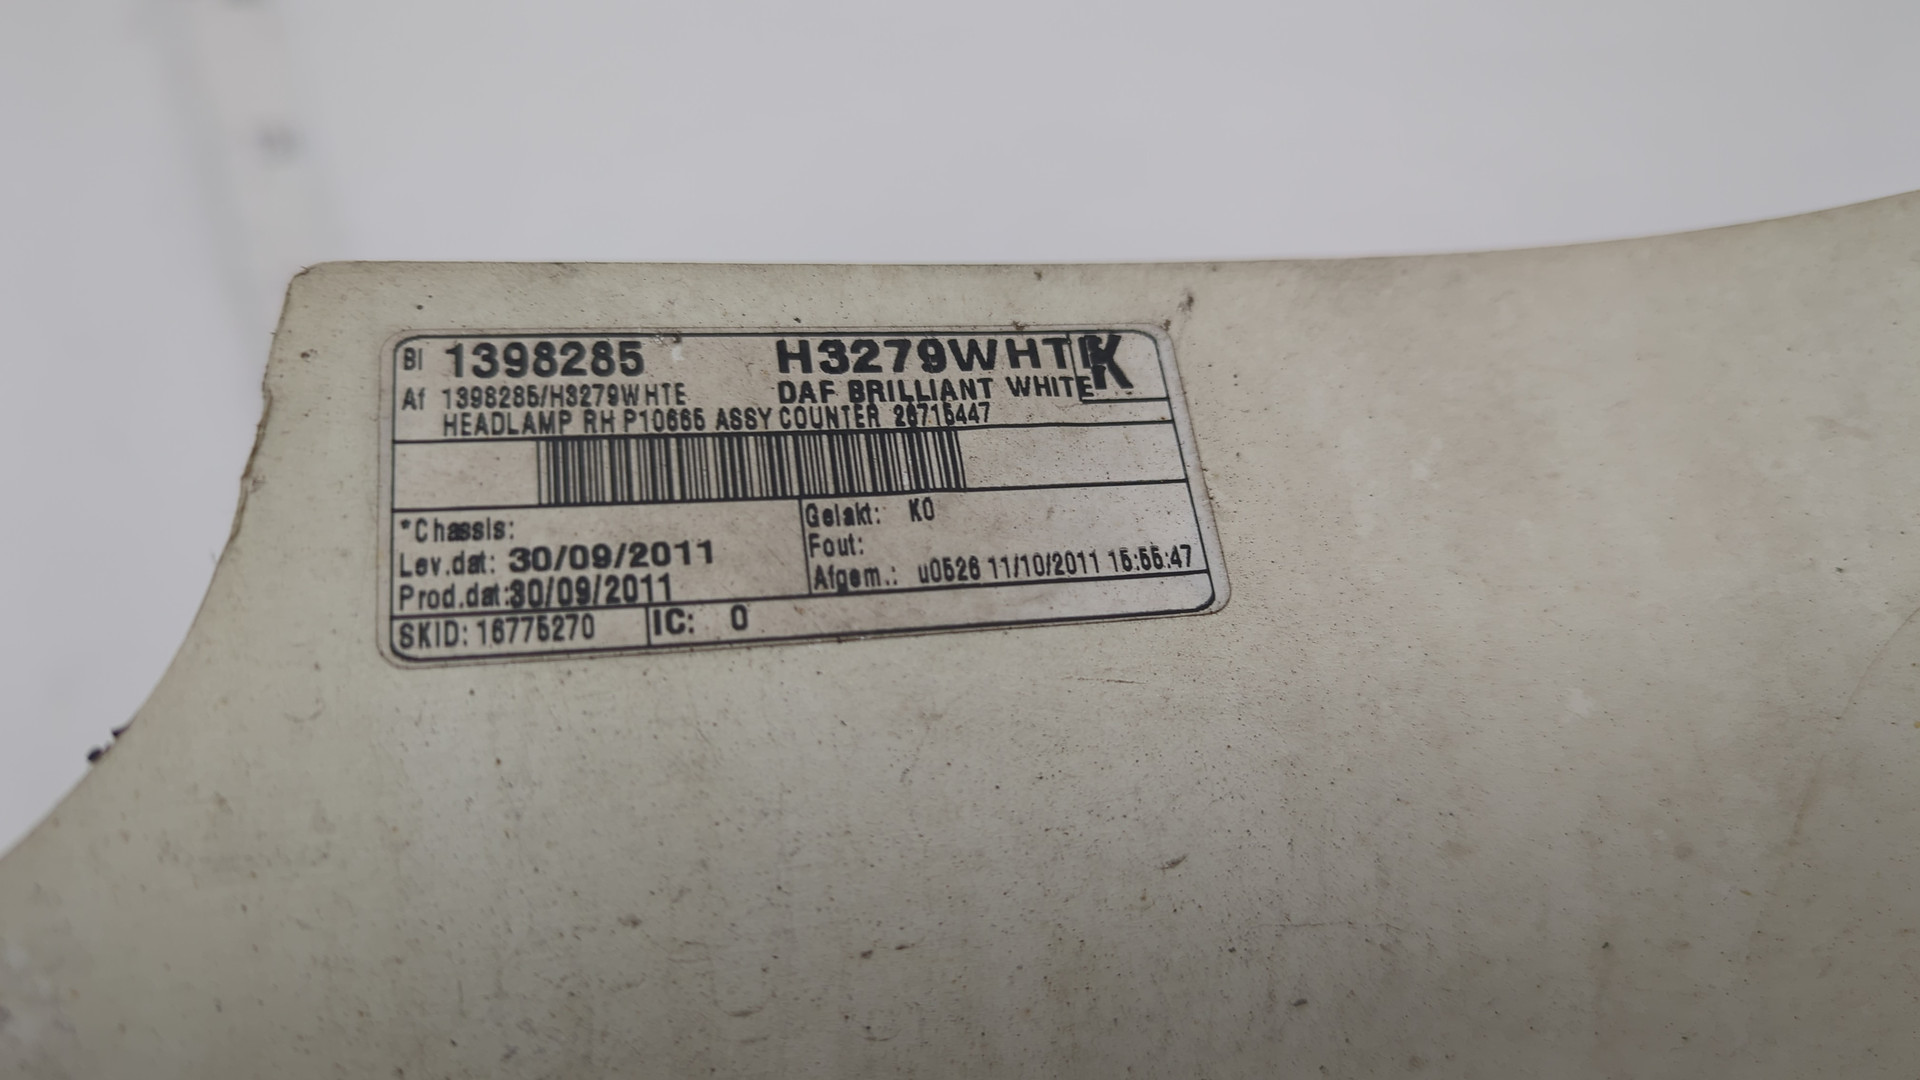 Bl 1398285 H3279WHTE K
Af 1398285/H3279WHTE DAF BRILLIANT WHITE
HEADLAMP RH P10665 ASSY COUNTER 26715447
*Chassis: Gelakt: K0
Lev.dat: 30/09/2011 Fout:
Prod.dat:30/09/2011 Afgem.: u0526 11/10/2011 15:55:47
SKID: 16775270 IC: 0